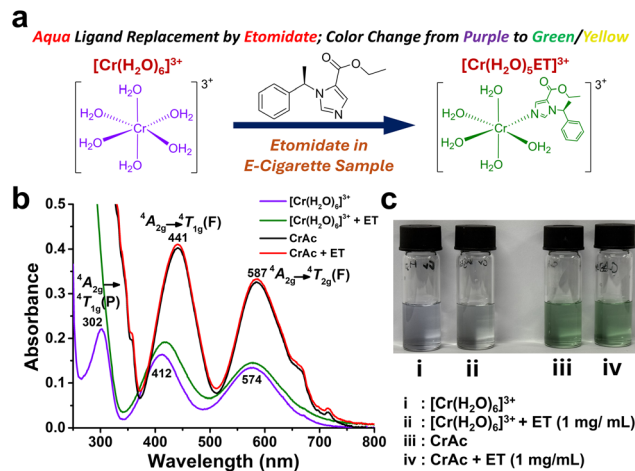 a
Aqua Ligand Replacement by Etomidate; Color Change from Purple to Green/Yellow
[Cr(H₂O)₆]³⁺
[Cr(H₂O)₅ET]³⁺
3+
H₂O
H₂O
OH₂
Cr
H₂O
OH₂
H₂O
O
O
N
N
Etomidate in
E-Cigarette Sample
3+
H₂O
H₂O
H₂O
Cr
H₂O
OH₂
H₂O
N
N
O
O
b
Absorbance
0.5
0.4
0.3
0.2
0.1
0.0
⁴A₂g→⁴T₁g(F)
441
⁴A₂g→
⁴T₁g(P)
302
587 ⁴A₂g→⁴T₂g(F)
412
574
[Cr(H₂O)₆]³⁺
[Cr(H₂O)₆]³⁺ + ET
CrAc
CrAc + ET
300 400 500 600 700 800
Wavelength (nm)
c
i ii iii iv
i : [Cr(H₂O)₆]³⁺
ii : [Cr(H₂O)₆]³⁺ + ET (1 mg/ mL)
iii : CrAc
iv : CrAc + ET (1 mg/mL)